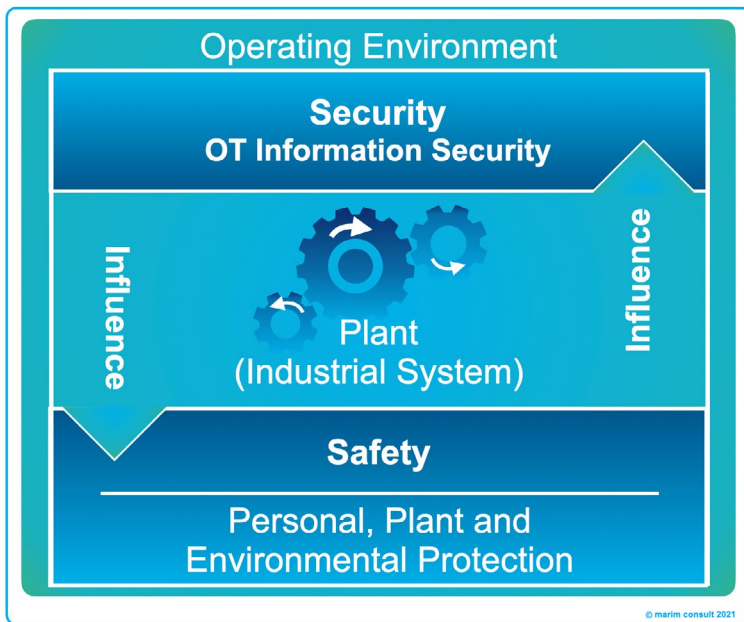 Operating Environment
Security
OT Information Security
Influence
Influence
Plant
(Industrial System)
Safety
Personal, Plant and
Environmental Protection
© marim consult 2021